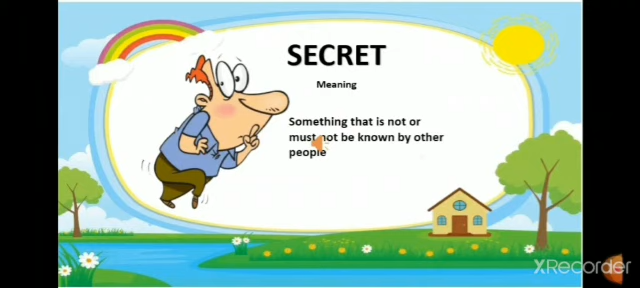 SECRET
Meaning
Something that is not or
must not be known by other
people
XRecorder